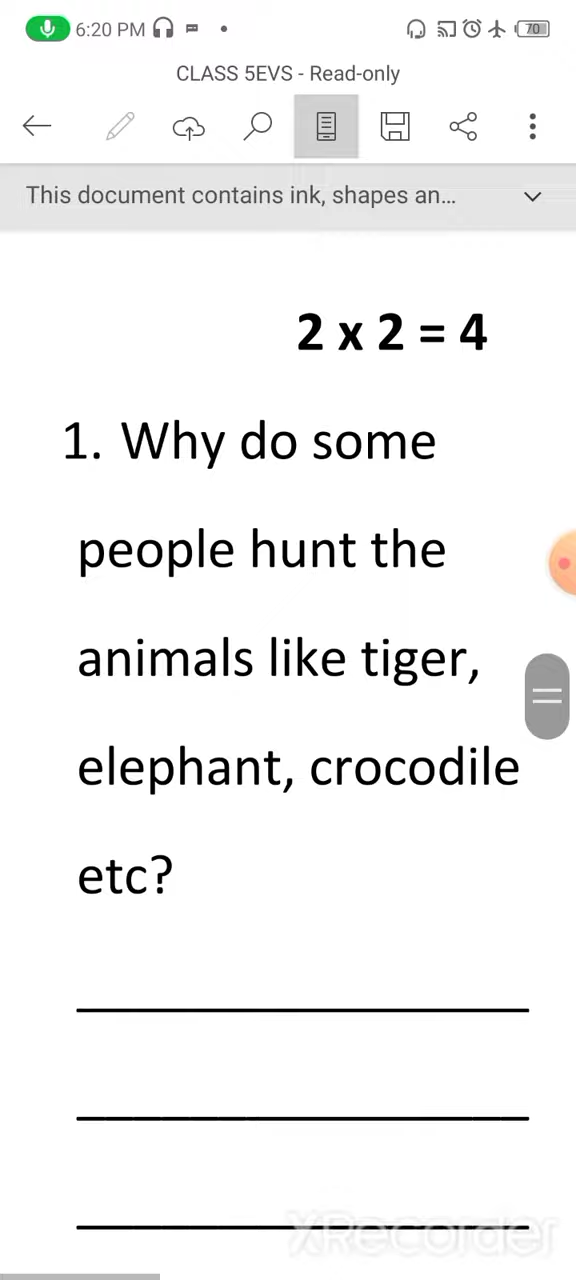 6:20 PM
70
CLASS 5EVS - Read-only
This document contains ink, shapes an...
2 x 2 = 4
1. Why do some
people hunt the
animals like tiger,
elephant, crocodile
etc?
XRecorder